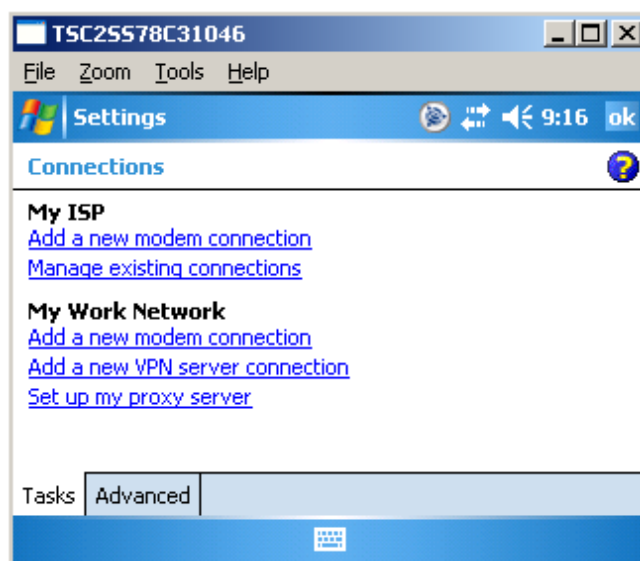 TSC2SS78C31046
File Zoom Tools Help
Settings 9:16 ok
Connections
My ISP
Add a new modem connection
Manage existing connections
My Work Network
Add a new modem connection
Add a new VPN server connection
Set up my proxy server
Tasks Advanced